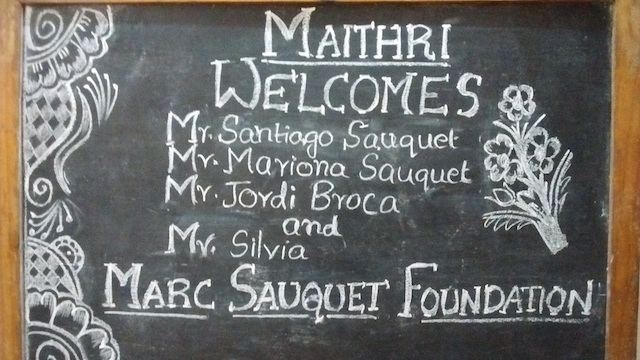 MAITHRI
WELCOMES
Mr. Santiago Sauquet
Mr. Mariona Sauquet
Mr. Jordi Broca
and
Mr. Silvia
MARC SAUQUET FOUNDATION